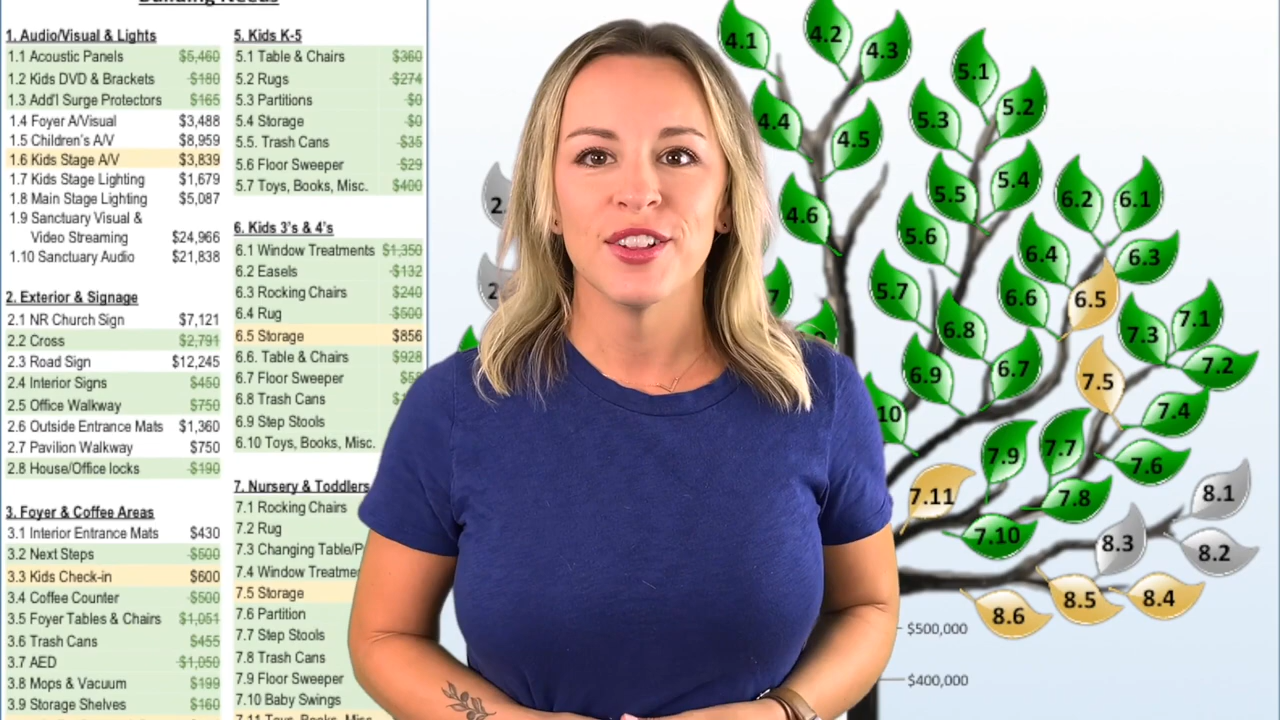 Building Needs
1. Audio/Visual & Lights
1.1 Acoustic Panels $5,460
1.2 Kids DVD & Brackets $180
1.3 Add'l Surge Protectors $165
1.4 Foyer A/Visual $3,488
1.5 Children's A/V $8,959
1.6 Kids Stage A/V $3,839
1.7 Kids Stage Lighting $1,679
1.8 Main Stage Lighting $5,087
1.9 Sanctuary Visual &
Video Streaming $24,966
1.10 Sanctuary Audio $21,838
2. Exterior & Signage
2.1 NR Church Sign $7,121
2.2 Cross $2,791
2.3 Road Sign $12,245
2.4 Interior Signs $450
2.5 Office Walkway $750
2.6 Outside Entrance Mats $1,360
2.7 Pavilion Walkway $750
2.8 House/Office locks $190
3. Foyer & Coffee Areas
3.1 Interior Entrance Mats $430
3.2 Next Steps $500
3.3 Kids Check-in $600
3.4 Coffee Counter $500
3.5 Foyer Tables & Chairs $1,051
3.6 Trash Cans $455
3.7 AED $1,050
3.8 Mops & Vacuum $199
3.9 Storage Shelves $160
5. Kids K-5
5.1 Table & Chairs $360
5.2 Rugs $274
5.3 Partitions $0
5.4 Storage $0
5.5. Trash Cans $35
5.6 Floor Sweeper $29
5.7 Toys, Books, Misc. $400
6. Kids 3's & 4's
6.1 Window Treatments $1,350
6.2 Easels $132
6.3 Rocking Chairs $240
6.4 Rug $500
6.5 Storage $856
6.6. Table & Chairs $928
6.7 Floor Sweeper
6.8 Trash Cans
6.9 Step Stools
6.10 Toys, Books, Misc.
7. Nursery & Toddlers
7.1 Rocking Chairs
7.2 Rug
7.3 Changing Table/P
7.4 Window Treatme
7.5 Storage
7.6 Partition
7.7 Step Stools
7.8 Trash Cans
7.9 Floor Sweeper
7.10 Baby Swings
7.11 Toys, Books, Misc
4.1
4.2
4.3
4.4
4.5
4.6
5.1
5.2
5.3
5.4
5.5
5.6
5.7
6.1
6.2
6.3
6.4
6.5
6.6
6.7
6.8
6.9
7.1
7.2
7.3
7.4
7.5
7.6
7.7
7.8
7.9
7.10
7.11
8.1
8.2
8.3
8.4
8.5
8.6
$500,000
$400,000